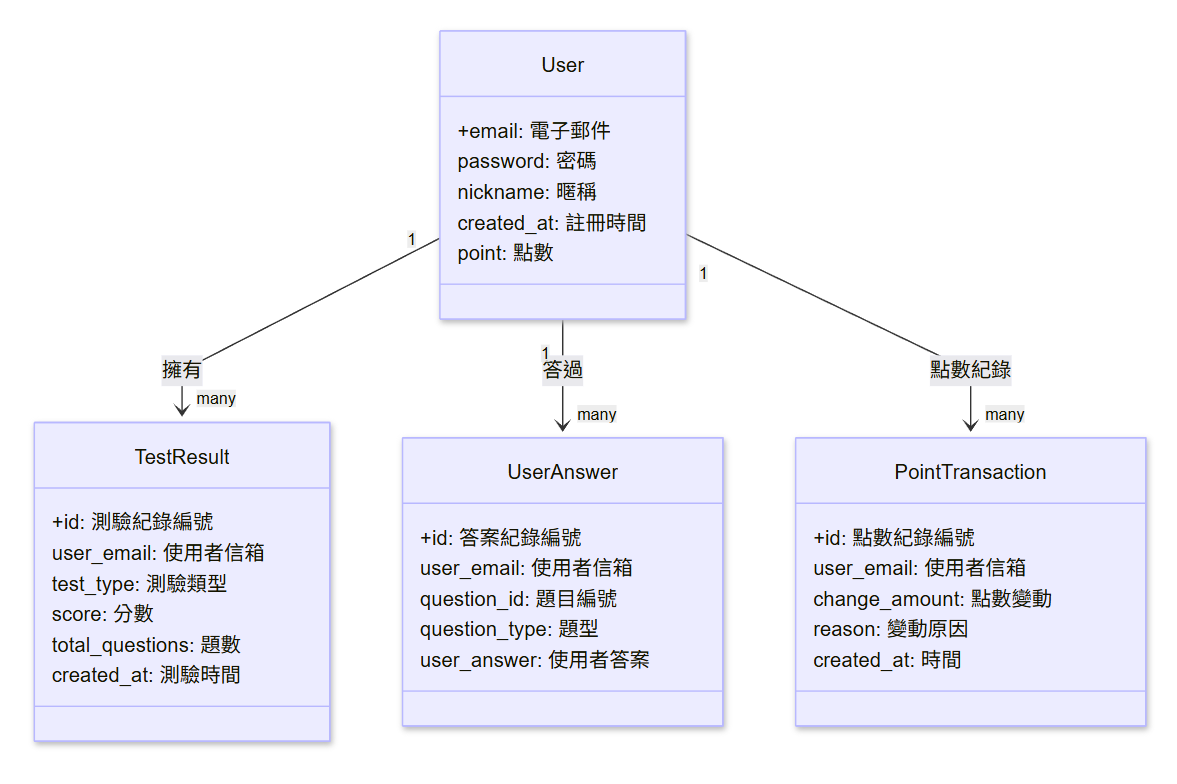 User
+email: 電子郵件
password: 密碼
nickname: 暱稱
created_at: 註冊時間
point: 點數
1
1
1
擁有
答過
點數紀錄
many
many
many
TestResult
+id: 測驗紀錄編號
user_email: 使用者信箱
test_type: 測驗類型
score: 分數
total_questions: 題數
created_at: 測驗時間
UserAnswer
+id: 答案紀錄編號
user_email: 使用者信箱
question_id: 題目編號
question_type: 題型
user_answer: 使用者答案
PointTransaction
+id: 點數紀錄編號
user_email: 使用者信箱
change_amount: 點數變動
reason: 變動原因
created_at: 時間